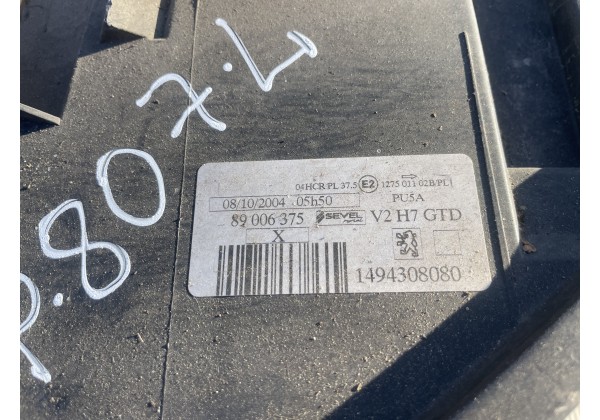 P.807.L
04HCR PL 37.5 E2 1275 011 02B/PL
08/10/2004 05h50 PU5A
89 006 375 SEVEL V2 H7 GTD
X
1494308080